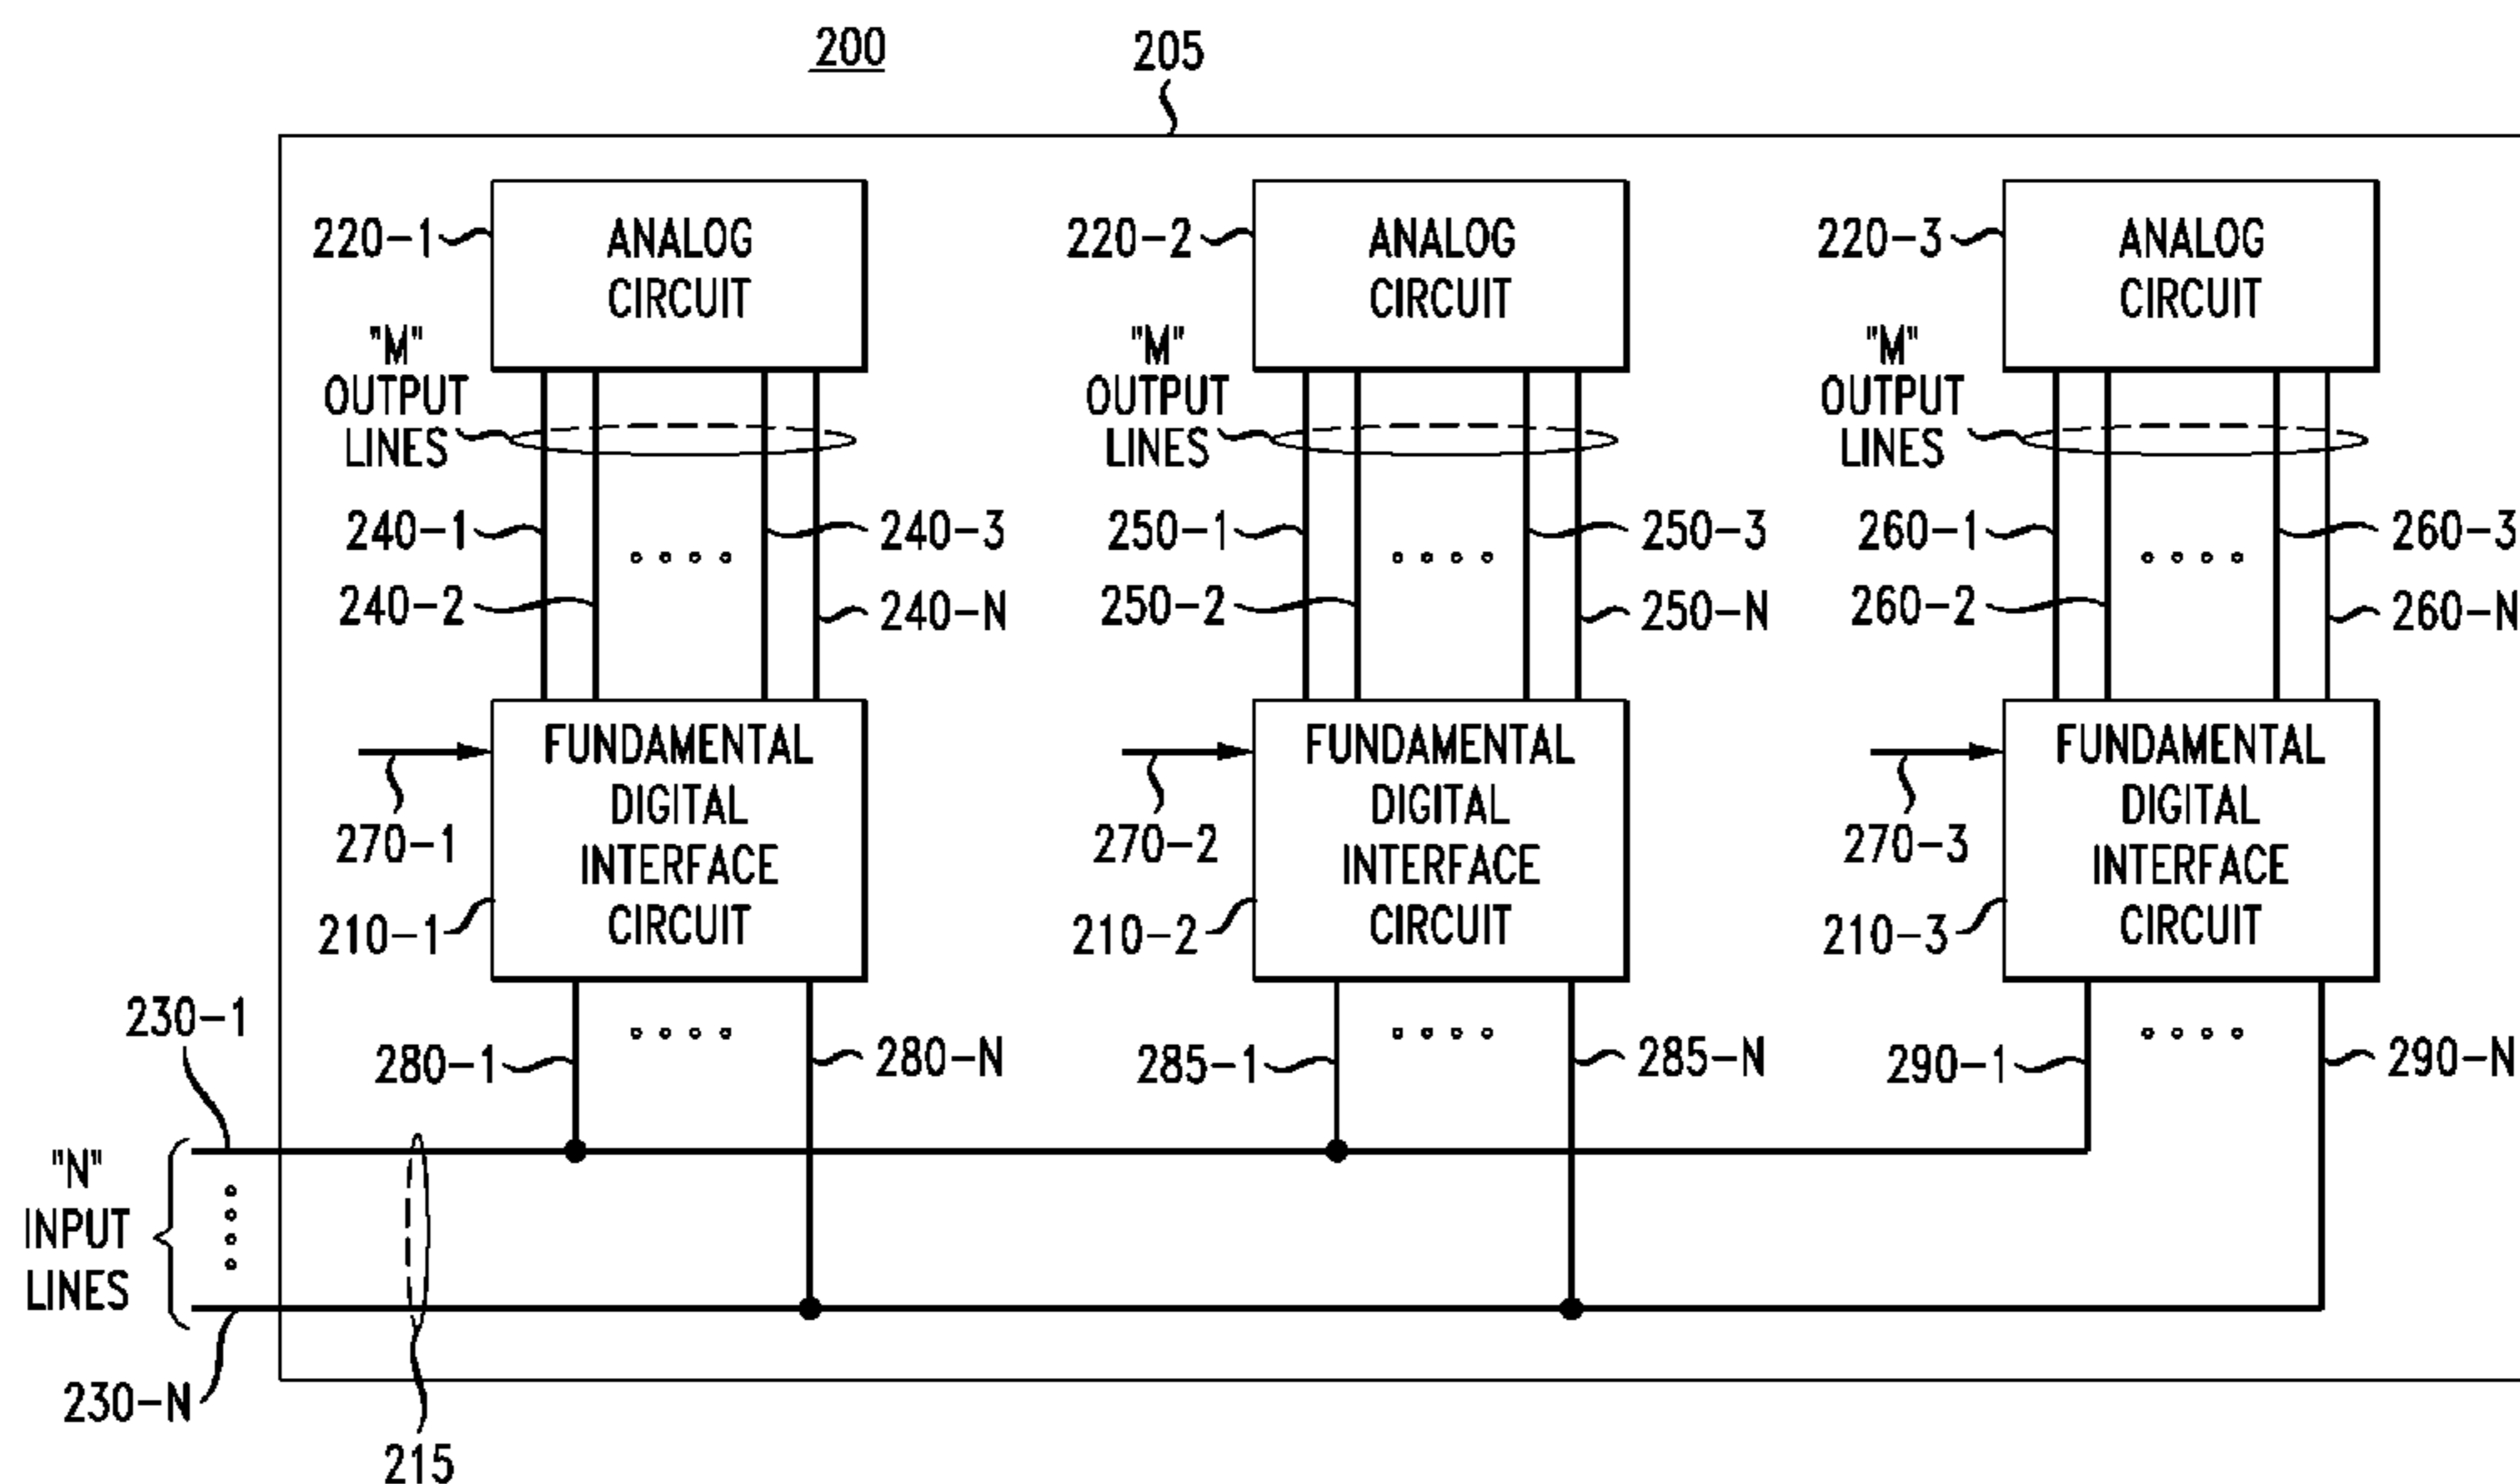 200
205
220-1
ANALOG
CIRCUIT
220-2
ANALOG
CIRCUIT
220-3
ANALOG
CIRCUIT
"M"
OUTPUT
LINES
"M"
OUTPUT
LINES
"M"
OUTPUT
LINES
240-1
240-3
250-1
250-3
260-1
260-3
240-2
240-N
250-2
250-N
260-2
260-N
FUNDAMENTAL
DIGITAL
INTERFACE
CIRCUIT
270-1
210-1
FUNDAMENTAL
DIGITAL
INTERFACE
CIRCUIT
270-2
210-2
FUNDAMENTAL
DIGITAL
INTERFACE
CIRCUIT
270-3
210-3
230-1
280-1
280-N
285-1
285-N
290-1
290-N
"N"
INPUT
LINES
230-N
215